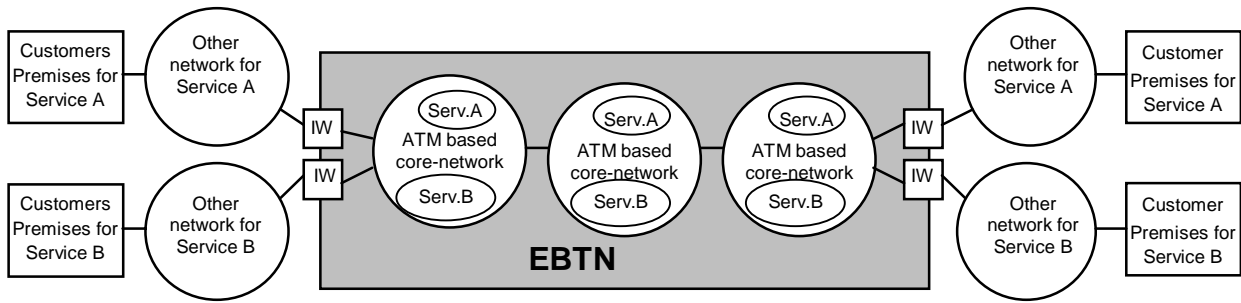 Customers
Premises for
Service A
Other
network for
Service A
IW
Serv.A
ATM based
core-network
Serv.B
Serv.A
ATM based
core-network
Serv.B
Serv.A
ATM based
core-network
Serv.B
IW
Other
network for
Service A
Customer
Premises for
Service A
Customers
Premises for
Service B
Other
network for
Service B
IW
EBTN
IW
Other
network for
Service B
Customer
Premises for
Service B